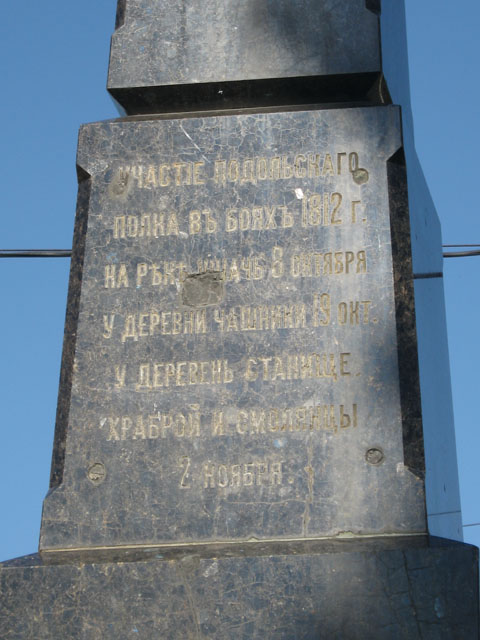 УЧАСТІЕ ПОДОЛЬСКАГО
ПОЛКА ВЪ БОЯХЪ 1812 г.
НА РѢКѢ 8 ОКТЯБРЯ
У ДЕРЕВНИ ЧАШНИКИ 19 ОКТ.
У ДЕРЕВЕНЬ СТАНИЩЕ
ХРАБРОЙ И СМОЛЯНЦЫ
2 НОЯБРЯ.